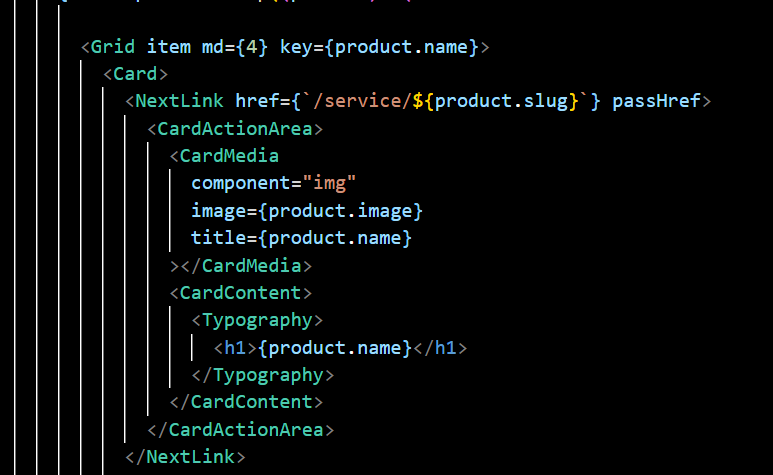 <Grid item md={4} key={product.name}>
<Card>
<NextLink href={`/service/${product.slug}`} passHref>
<CardActionArea>
<CardMedia
component="img"
image={product.image}
title={product.name}
></CardMedia>
<CardContent>
<Typography>
<h1>{product.name}</h1>
</Typography>
</CardContent>
</CardActionArea>
</NextLink>